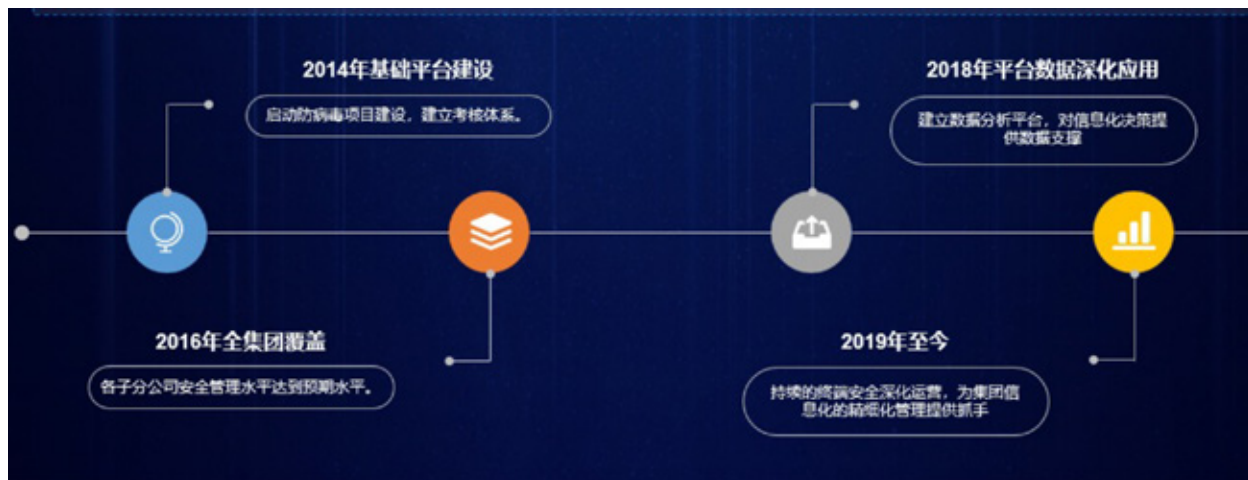 2014年基础平台建设
启动防病毒项目建设，建立考核体系。
2018年平台数据深化应用
建立数据分析平台，对信息化决策提
供数据支撑
2016年全集团覆盖
各子分公司安全管理水平达到预期水平。
2019年至今
持续的终端安全深化运营，为集团信
息化的精细化管理提供抓手